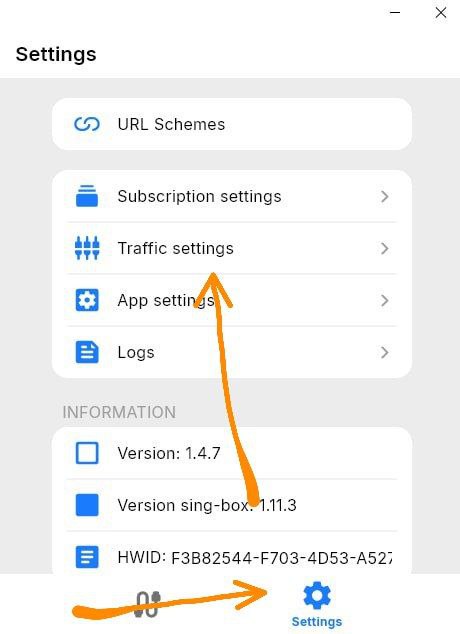 Settings
URL Schemes
Subscription settings
Traffic settings
App settings
Logs
INFORMATION
Version: 1.4.7
Version sing-box: 1.11.3
HWID: F3B82544-F703-4D53-A527
Settings